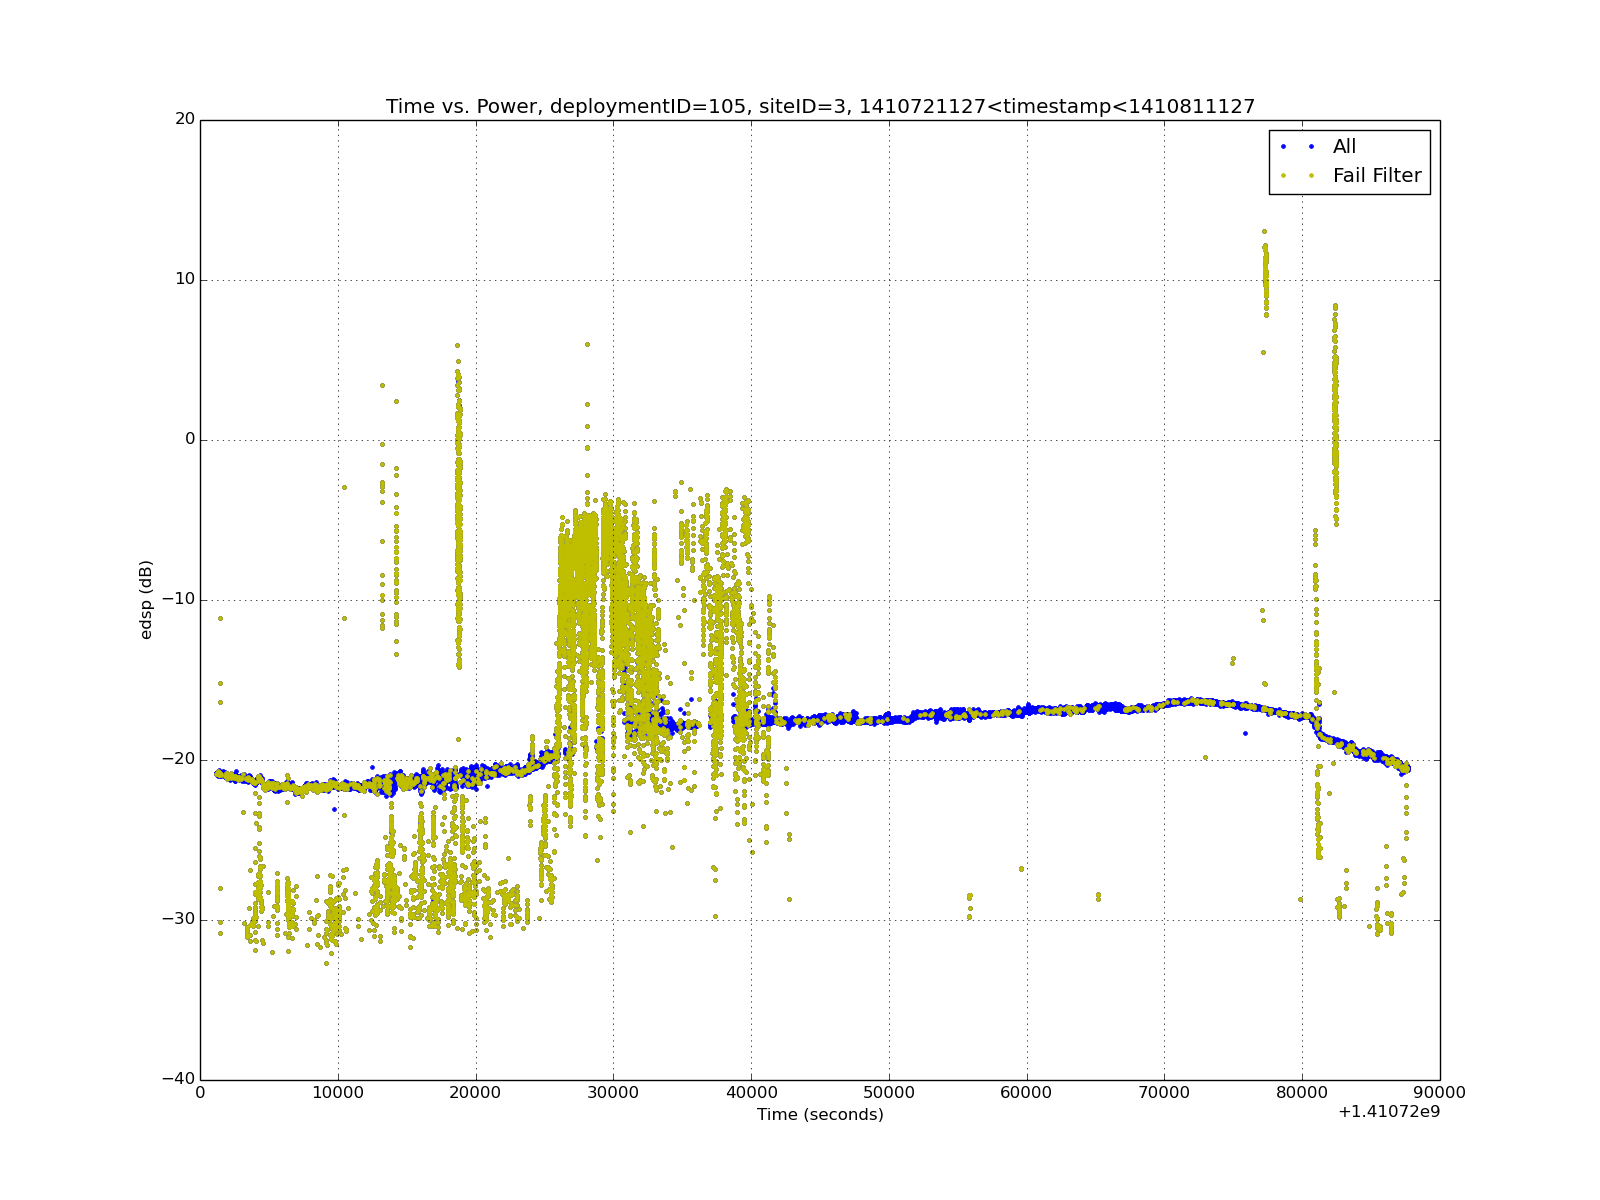 Time vs. Power, deploymentID=105, siteID=3, 1410721127<timestamp<1410811127
20
10
0
−10
−20
−30
−40
edsp (dB)
All
Fail Filter
0 10000 20000 30000 40000 50000 60000 70000 80000 90000
Time (seconds)
+1.41072e9